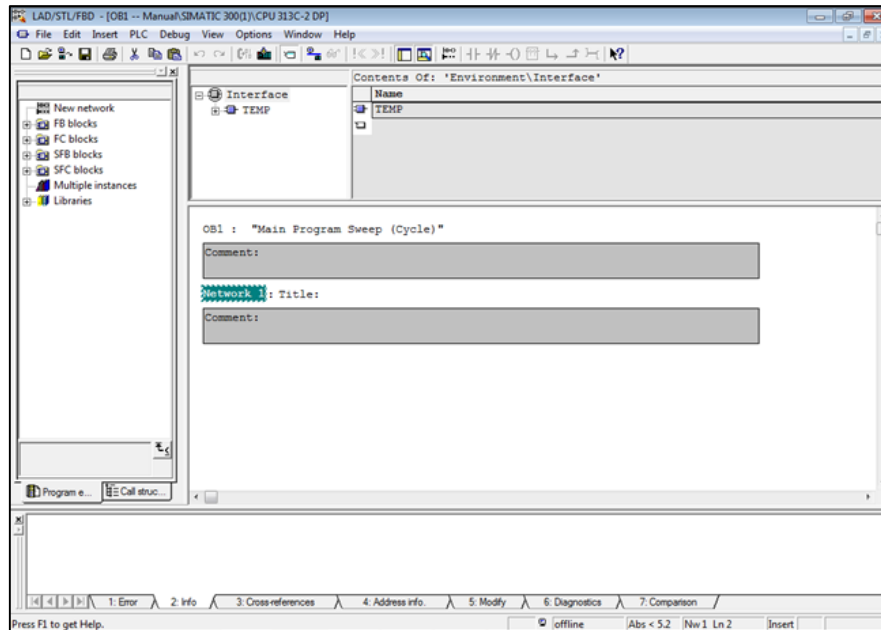 LAD/STL/FBD - [OB1 -- Manual\SIMATIC 300(1)\CPU 313C-2 DP]
File Edit Insert PLC Debug View Options Window Help
New network
FB blocks
FC blocks
SFB blocks
SFC blocks
Multiple instances
Libraries
Interface
TEMP
Contents Of: 'Environment\Interface'
Name
TEMP
OB1 : "Main Program Sweep (Cycle)"
Comment:
Network 1: Title:
Comment:
Program e... Call struc...
1: Error 2: Info 3: Cross-references 4: Address info. 5: Modify 6: Diagnostics 7: Comparison
Press F1 to get Help. offline Abs < 5.2 Nw 1 Ln 2 Insert